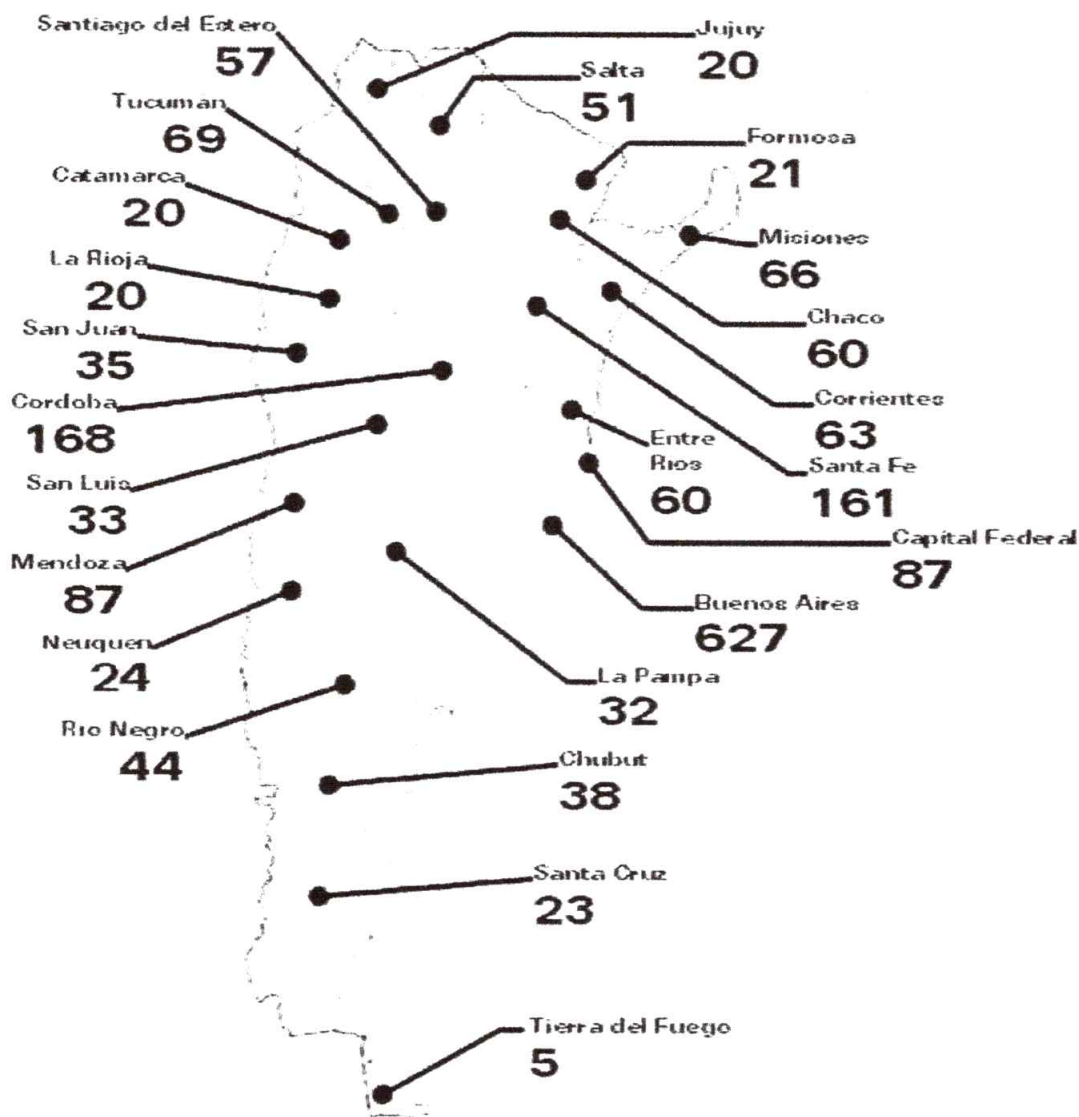 Santiago del Estero
57
Jujuy
20
Salta
51
Tucuman
69
Formosa
21
Catamarca
20
Misiones
66
La Rioja
20
Chaco
60
San Juan
35
Corrientes
63
Cordoba
168
Entre
Rios
60
Santa Fe
161
San Luis
33
Capital Federal
87
Mendoza
87
Buenos Aires
627
Neuquen
24
La Pampa
32
Rio Negro
44
Chubut
38
Santa Cruz
23
Tierra del Fuego
5